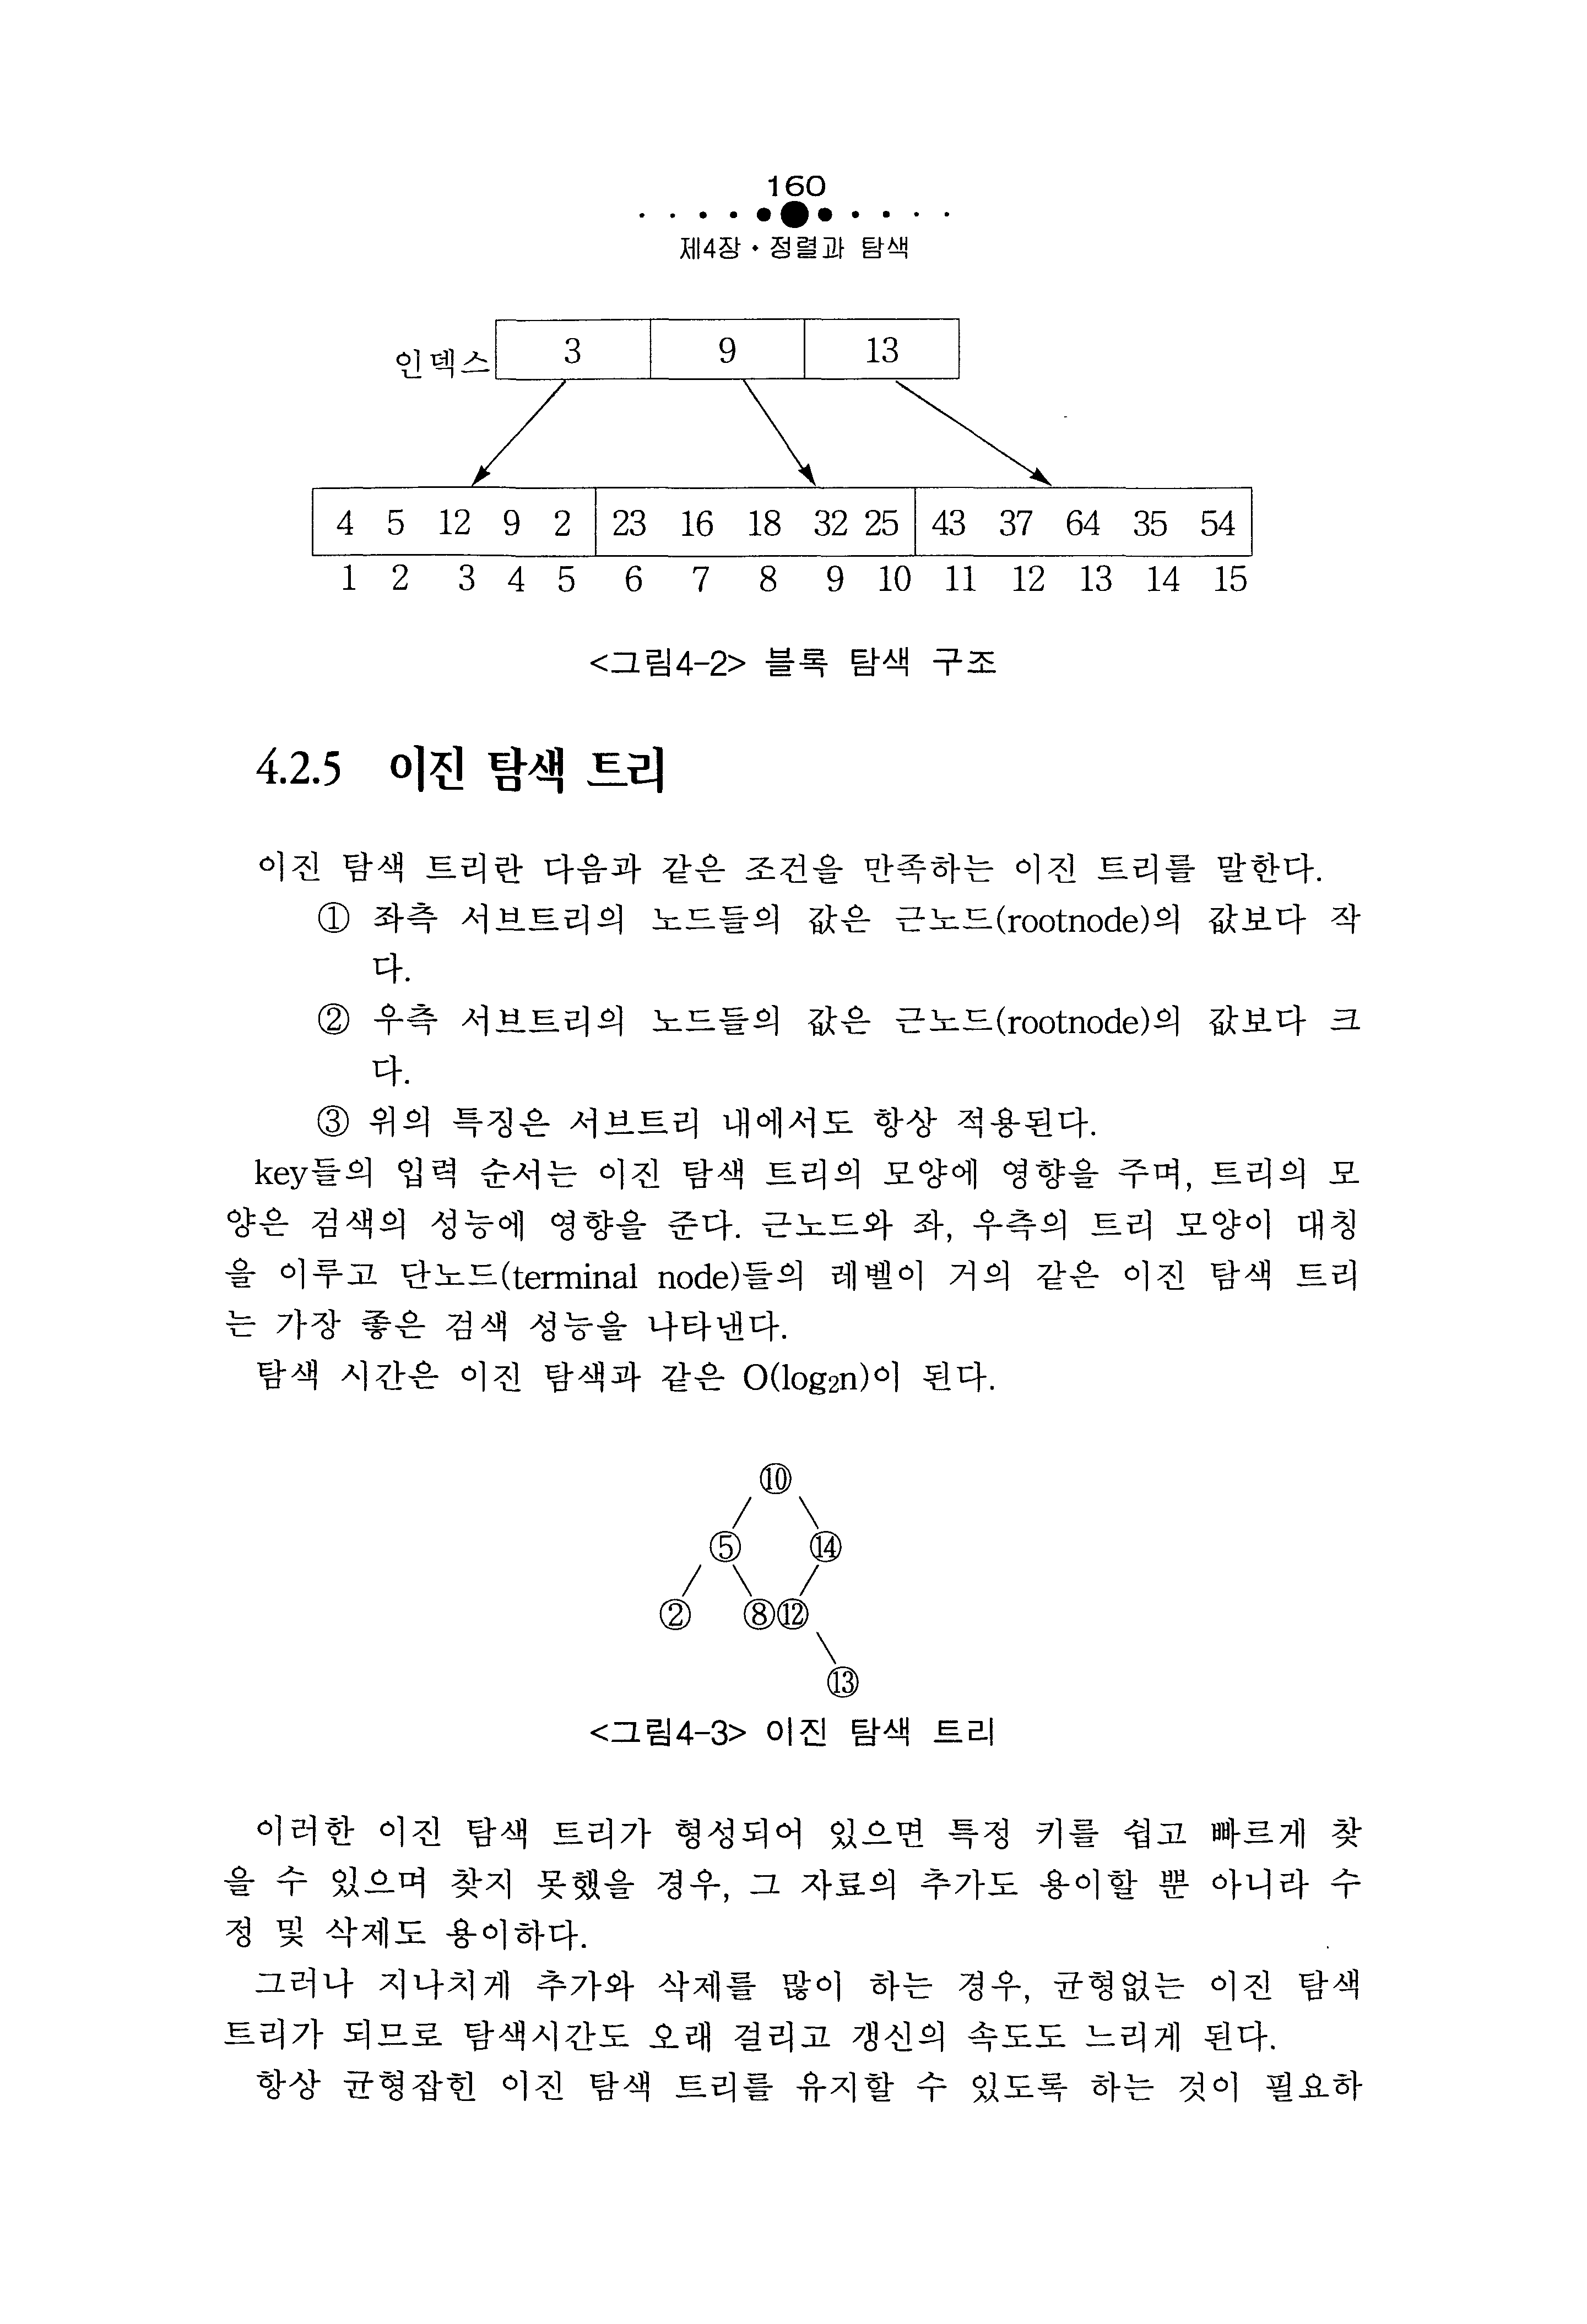 160
제4장 • 정렬과 탐색
인덱스 3 9 13
4 5 12 9 2 23 16 18 32 25 43 37 64 35 54
1 2 3 4 5 6 7 8 9 10 11 12 13 14 15
<그림4-2> 블록 탐색 구조
4.2.5 이진 탐색 트리
이진 탐색 트리란 다음과 같은 조건을 만족하는 이진 트리를 말한다.
① 좌측 서브트리의 노드들의 값은 근노드(rootnode)의 값보다 작
다.
② 우측 서브트리의 노드들의 값은 근노드(rootnode)의 값보다 크
다.
③ 위의 특징은 서브트리 내에서도 항상 적용된다.
key들의 입력 순서는 이진 탐색 트리의 모양에 영향을 주며, 트리의 모
양은 검색의 성능에 영향을 준다. 근노드와 좌, 우측의 트리 모양이 대칭
을 이루고 단노드(terminal node)들의 레벨이 거의 같은 이진 탐색 트리
는 가장 좋은 검색 성능을 나타낸다.
탐색 시간은 이진 탐색과 같은 O(log₂n)이 된다.
⑩
⑤ ⑭
② ⑧⑫
⑬
<그림4-3> 이진 탐색 트리
이러한 이진 탐색 트리가 형성되어 있으면 특정 키를 쉽고 빠르게 찾
을 수 있으며 찾지 못했을 경우, 그 자료의 추가도 용이할 뿐 아니라 수
정 및 삭제도 용이하다.
그러나 지나치게 추가와 삭제를 많이 하는 경우, 균형없는 이진 탐색
트리가 되므로 탐색시간도 오래 걸리고 갱신의 속도도 느리게 된다.
항상 균형잡힌 이진 탐색 트리를 유지할 수 있도록 하는 것이 필요하